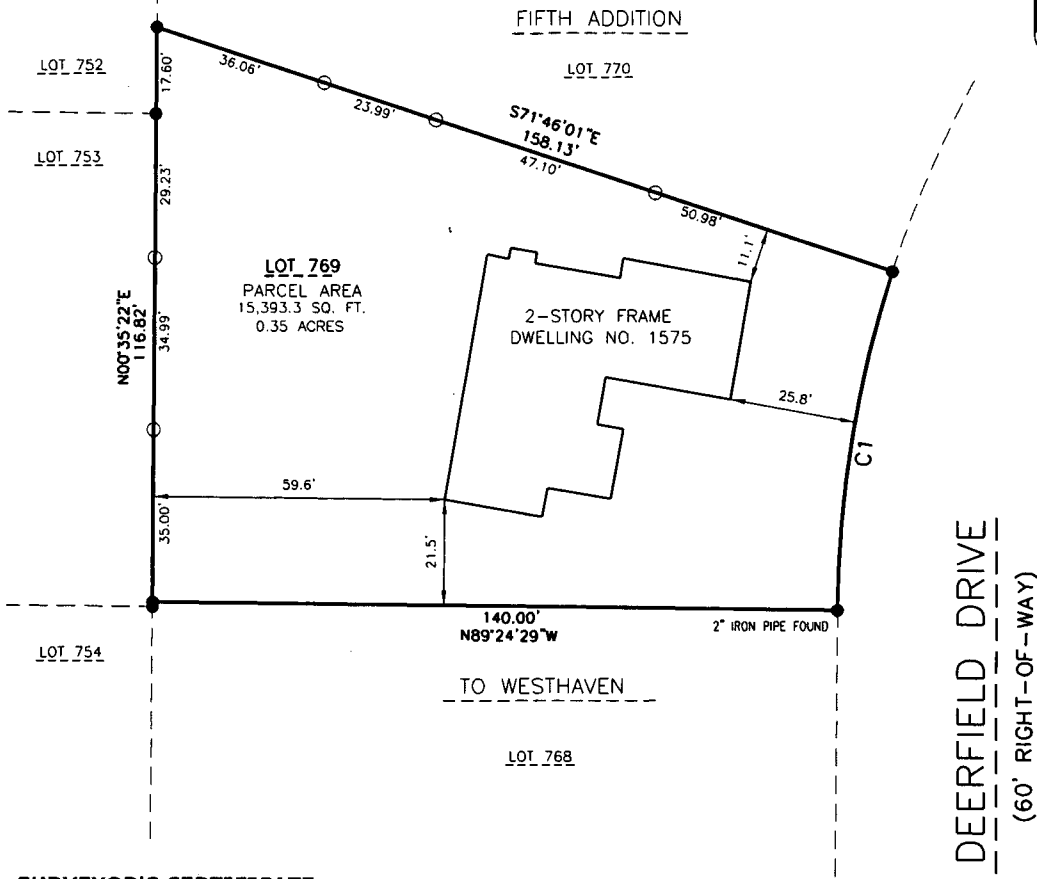 FIFTH ADDITION
LOT 752
17.60'
36.06'
LOT 770
23.99'
S71°46'01"E
158.13'
47.10'
LOT 753
29.23'
50.98'
11.1'
LOT 769
PARCEL AREA
15,393.3 SQ. FT.
0.35 ACRES
2-STORY FRAME
DWELLING NO. 1575
N00°35'22"E
116.82'
34.99'
25.8'
C1
59.6'
35.00'
21.5'
140.00'
N89°24'29"W
2" IRON PIPE FOUND
LOT 754
TO WESTHAVEN
LOT 768
DEERFIELD DRIVE
(60' RIGHT-OF-WAY)